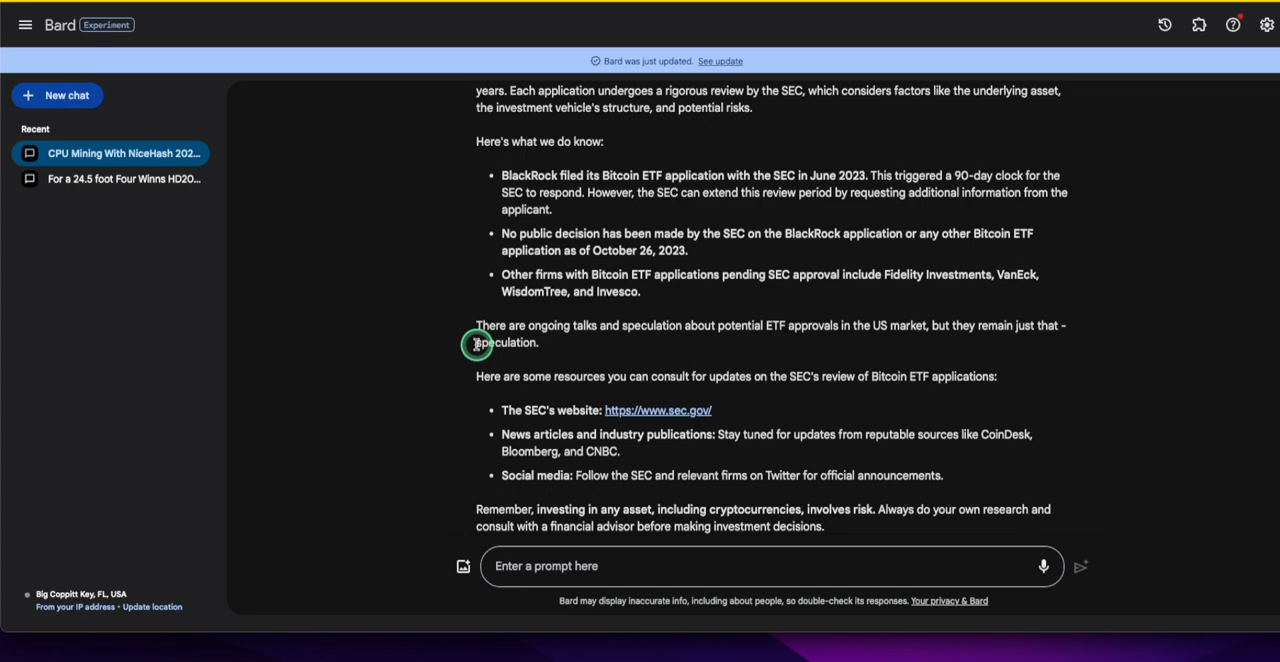 Bard Experiment
Bard was just updated. See update
New chat
Recent
CPU Mining With NiceHash 202...
For a 24.5 foot Four Winns HD2O...
years. Each application undergoes a rigorous review by the SEC, which considers factors like the underlying asset,
the investment vehicle's structure, and potential risks.
Here's what we do know:
• BlackRock filed its Bitcoin ETF application with the SEC in June 2023. This triggered a 90-day clock for the
SEC to respond. However, the SEC can extend this review period by requesting additional information from the
applicant.
• No public decision has been made by the SEC on the BlackRock application or any other Bitcoin ETF
application as of October 26, 2023.
• Other firms with Bitcoin ETF applications pending SEC approval include Fidelity Investments, VanEck,
WisdomTree, and Invesco.
There are ongoing talks and speculation about potential ETF approvals in the US market, but they remain just that -
speculation.
Here are some resources you can consult for updates on the SEC's review of Bitcoin ETF applications:
• The SEC's website: https://www.sec.gov/
• News articles and industry publications: Stay tuned for updates from reputable sources like CoinDesk,
Bloomberg, and CNBC.
• Social media: Follow the SEC and relevant firms on Twitter for official announcements.
Remember, investing in any asset, including cryptocurrencies, involves risk. Always do your own research and
consult with a financial advisor before making investment decisions.
Enter a prompt here
Big Coppitt Key, FL, USA
From your IP address • Update location
Bard may display inaccurate info, including about people, so double-check its responses. Your privacy & Bard